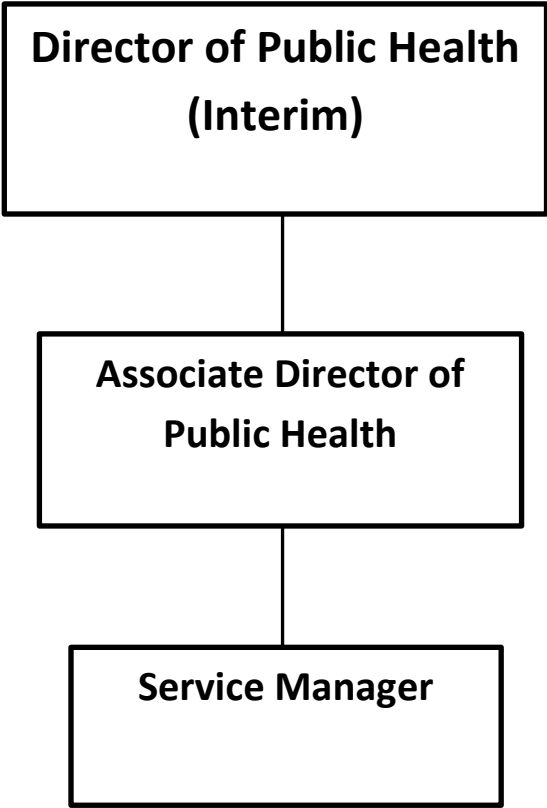 Director of Public Health
(Interim)
Associate Director of
Public Health
Service Manager